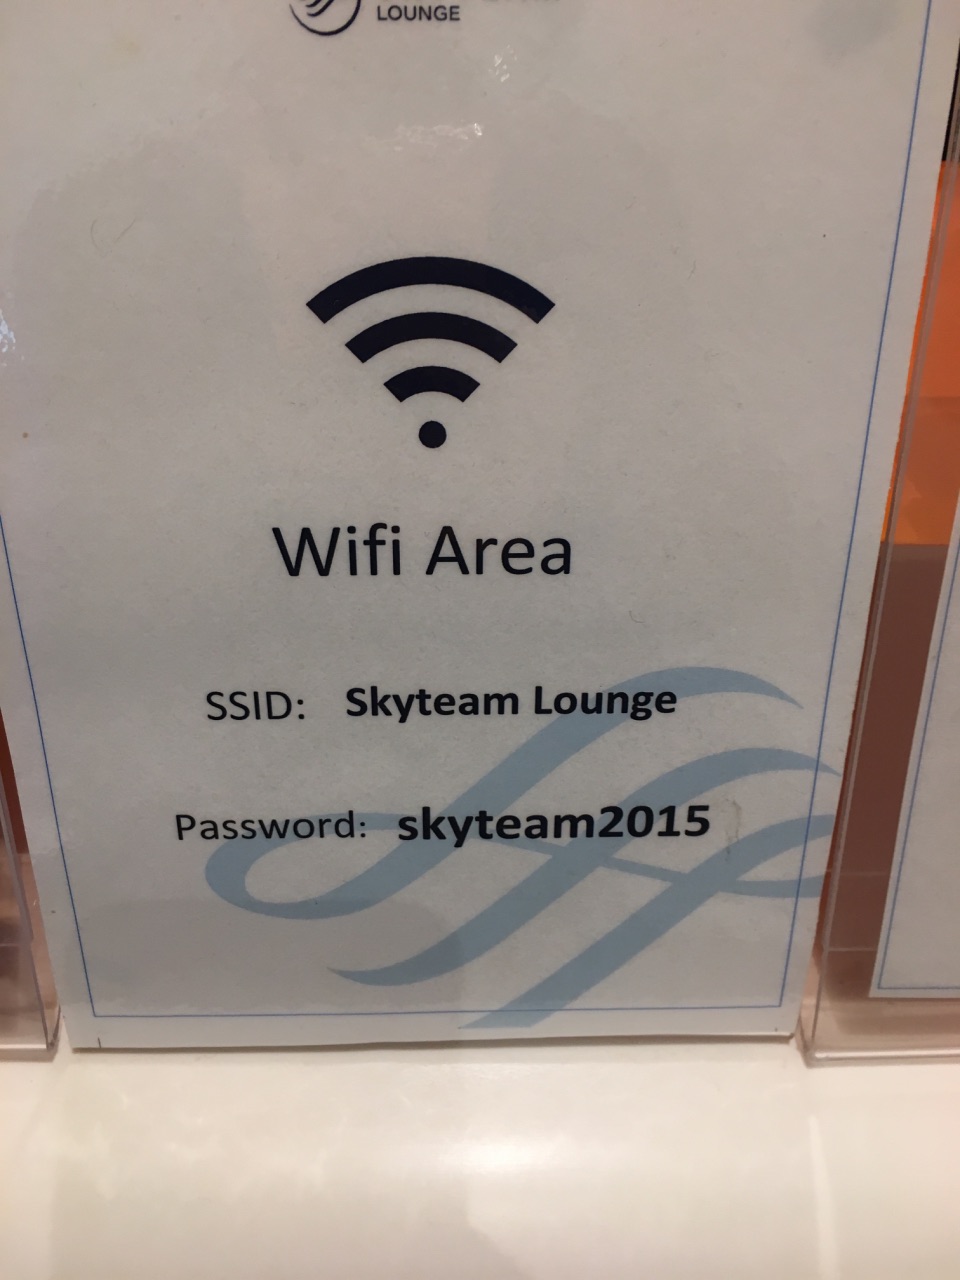 LOUNGE
Wifi Area
SSID: Skyteam Lounge
Password: skyteam2015